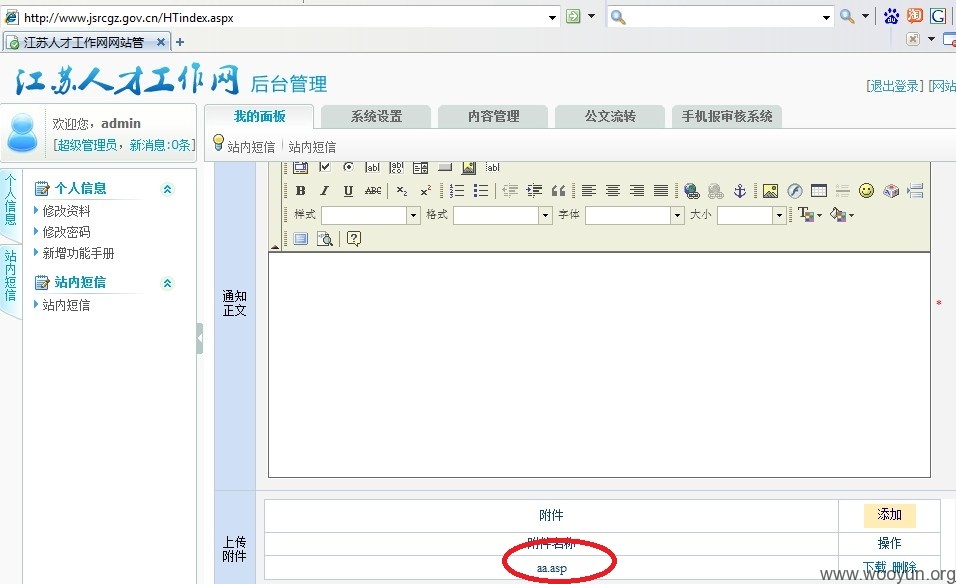 http://www.jsrcgz.gov.cn/HTindex.aspx
江苏人才工作网网站管
江苏人才工作网 后台管理
[退出登录] [网站
欢迎您，admin
[超级管理员，新消息:0条]
我的面板 系统设置 内容管理 公文流转 手机报审核系统
站内短信 站内短信
个人信息
站内短信
个人信息
修改资料
修改密码
新增功能手册
站内短信
站内短信
B I U ABC x₂ x²
样式 格式 字体 大小
通知
正文
*
上传
附件
附件 添加
附件名称 操作
aa.asp 下载 删除
www.wooyun.org